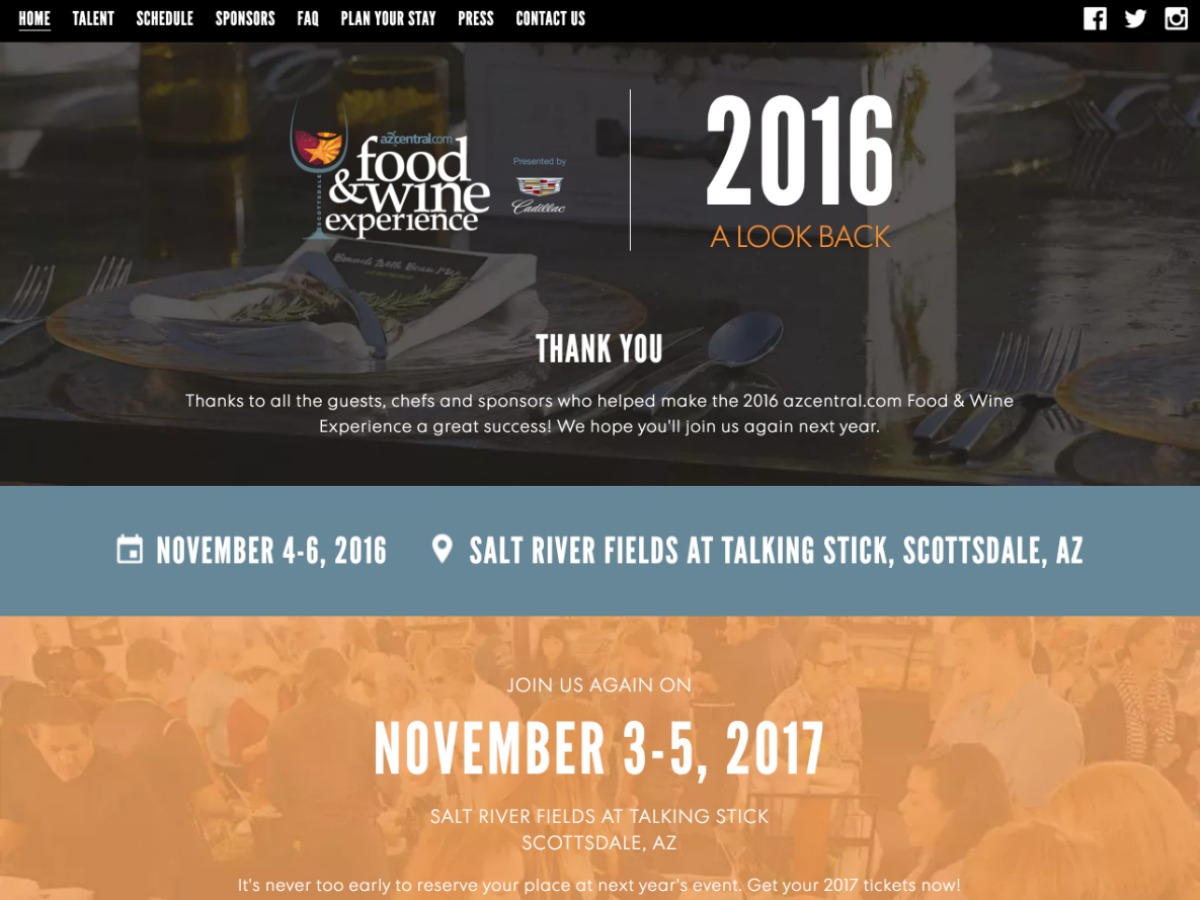 HOME TALENT SCHEDULE SPONSORS FAQ PLAN YOUR STAY PRESS CONTACT US
azcentral.com
food
&wine
experience
SCOTTSDALE
Presented by
Cadillac
2016
A LOOK BACK
THANK YOU
Thanks to all the guests, chefs and sponsors who helped make the 2016 azcentral.com Food & Wine
Experience a great success! We hope you'll join us again next year.
NOVEMBER 4-6, 2016 SALT RIVER FIELDS AT TALKING STICK, SCOTTSDALE, AZ
JOIN US AGAIN ON
NOVEMBER 3-5, 2017
SALT RIVER FIELDS AT TALKING STICK
SCOTTSDALE, AZ
It's never too early to reserve your place at next year's event. Get your 2017 tickets now!